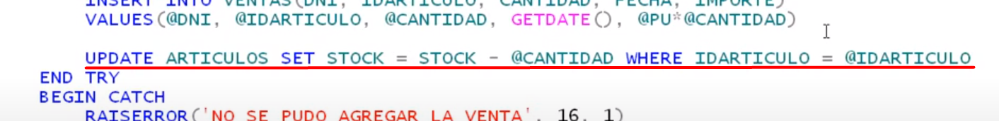 INSERT INTO VENTAS(DNI, IDARTICULO, CANTIDAD, FECHA, IMPORTE)
VALUES(@DNI, @IDARTICULO, @CANTIDAD, GETDATE(), @PU*@CANTIDAD)
UPDATE ARTICULOS SET STOCK = STOCK - @CANTIDAD WHERE IDARTICULO = @IDARTICULO
END TRY
BEGIN CATCH
RAISERROR('NO SE PUDO AGREGAR LA VENTA', 16, 1)